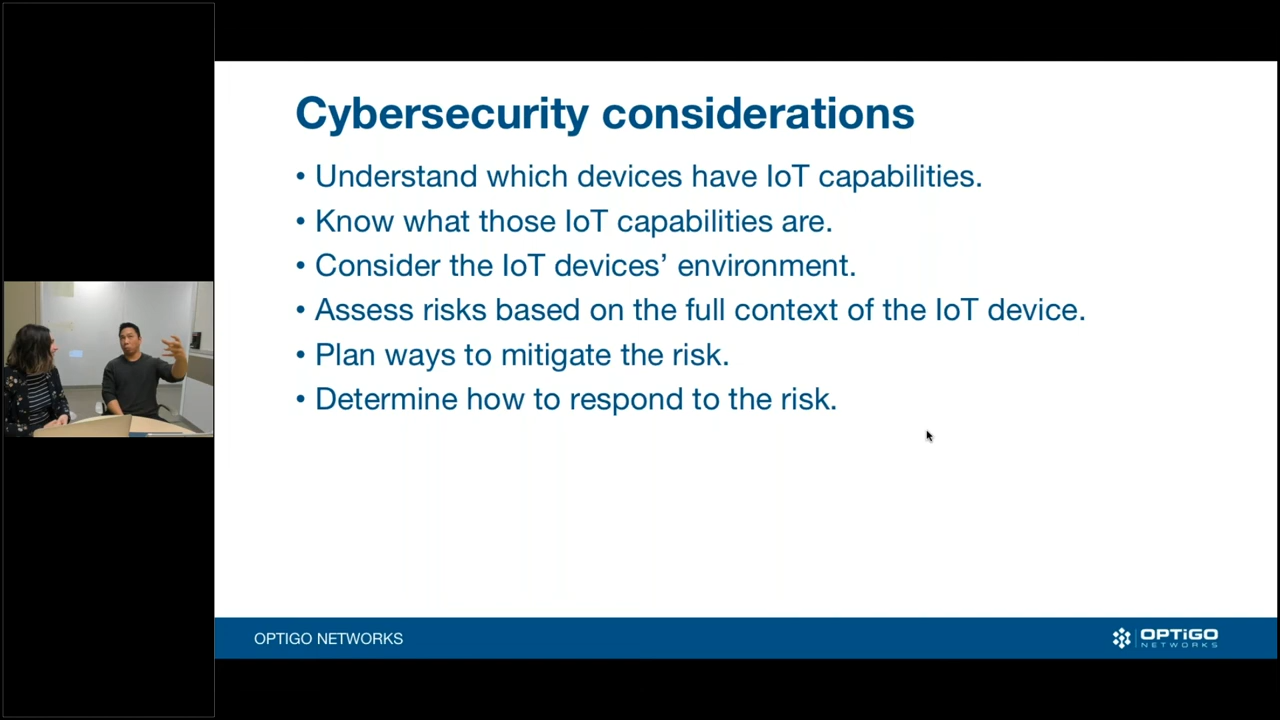 Cybersecurity considerations
• Understand which devices have IoT capabilities.
• Know what those IoT capabilities are.
• Consider the IoT devices’ environment.
• Assess risks based on the full context of the IoT device.
• Plan ways to mitigate the risk.
• Determine how to respond to the risk.
OPTIGO NETWORKS
OPTiGO
NETWORKS